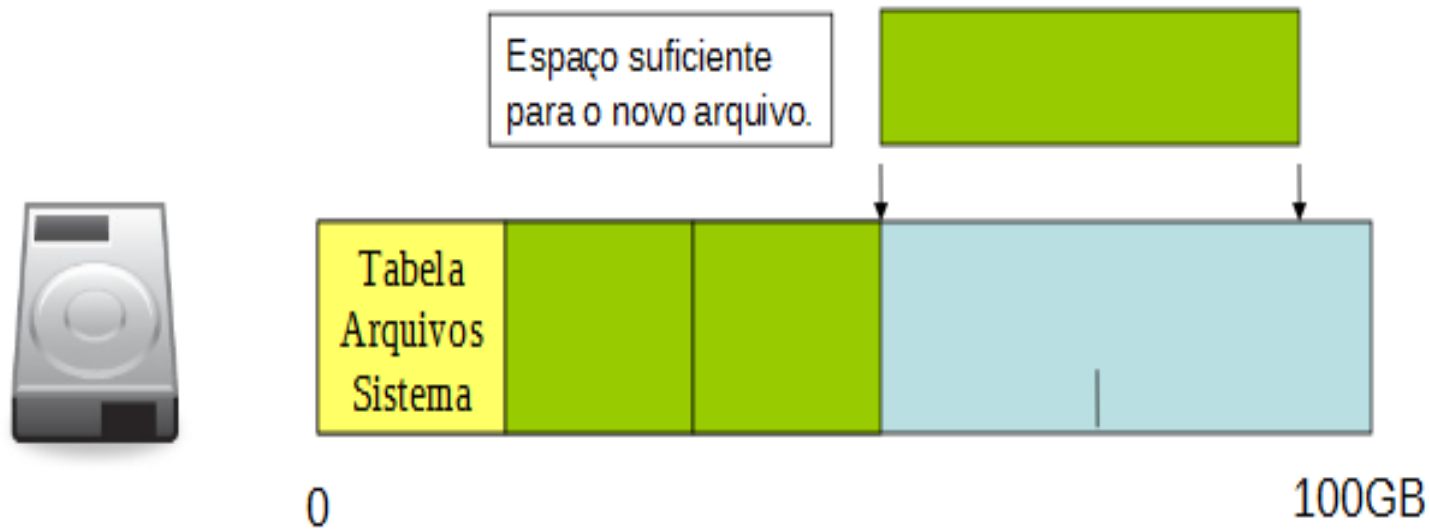 Espaço suficiente
para o novo arquivo.
Tabela
Arquivos
Sistema
0
100GB